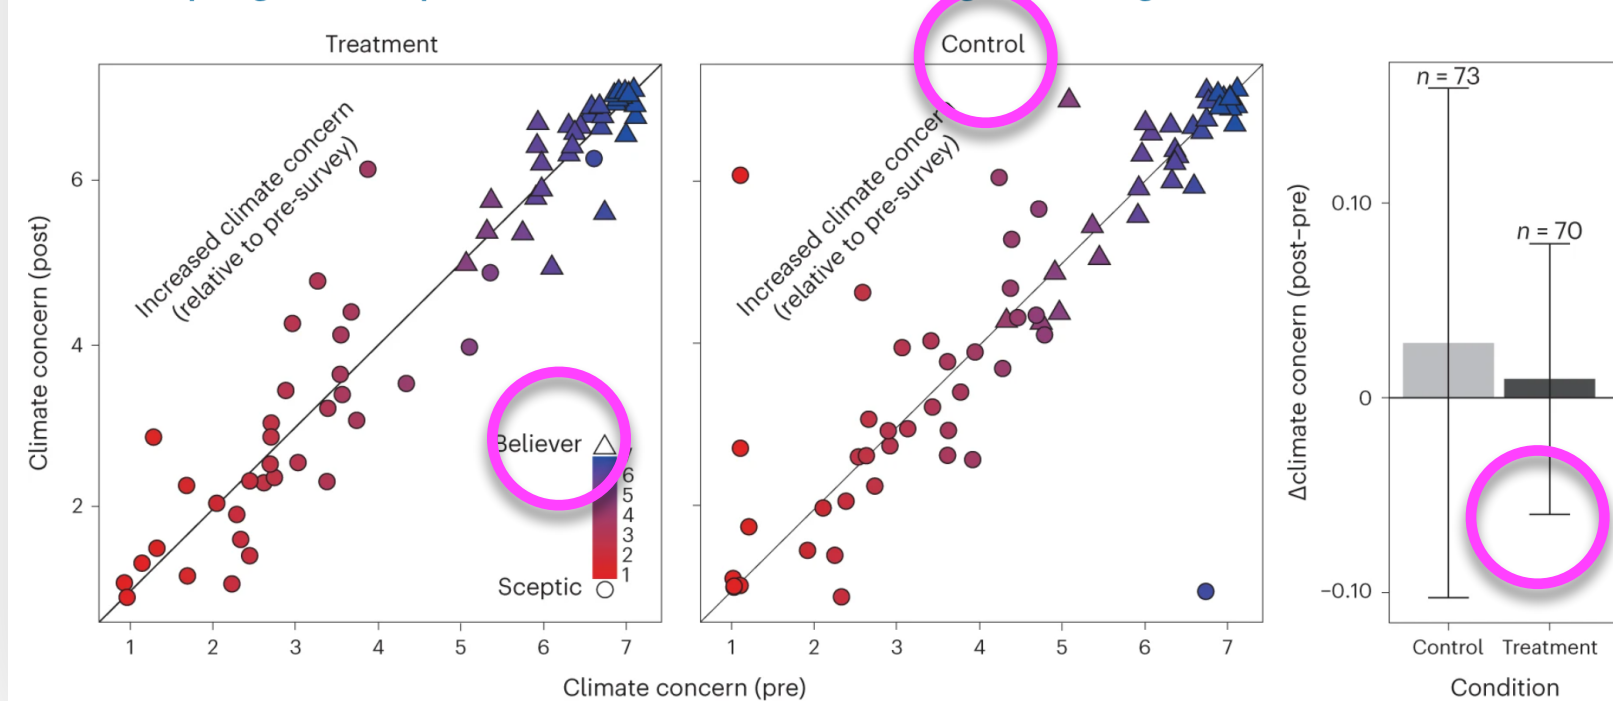 Treatment
Control
Climate concern (post)
6
4
2
Increased climate concern
(relative to pre-survey)
Believer
7
6
5
4
3
2
1
Sceptic
1 2 3 4 5 6 7
Increased climate concern
(relative to pre-survey)
1 2 3 4 5 6 7
Climate concern (pre)
Δclimate concern (post–pre)
0.10
0
–0.10
n = 73
n = 70
Control Treatment
Condition